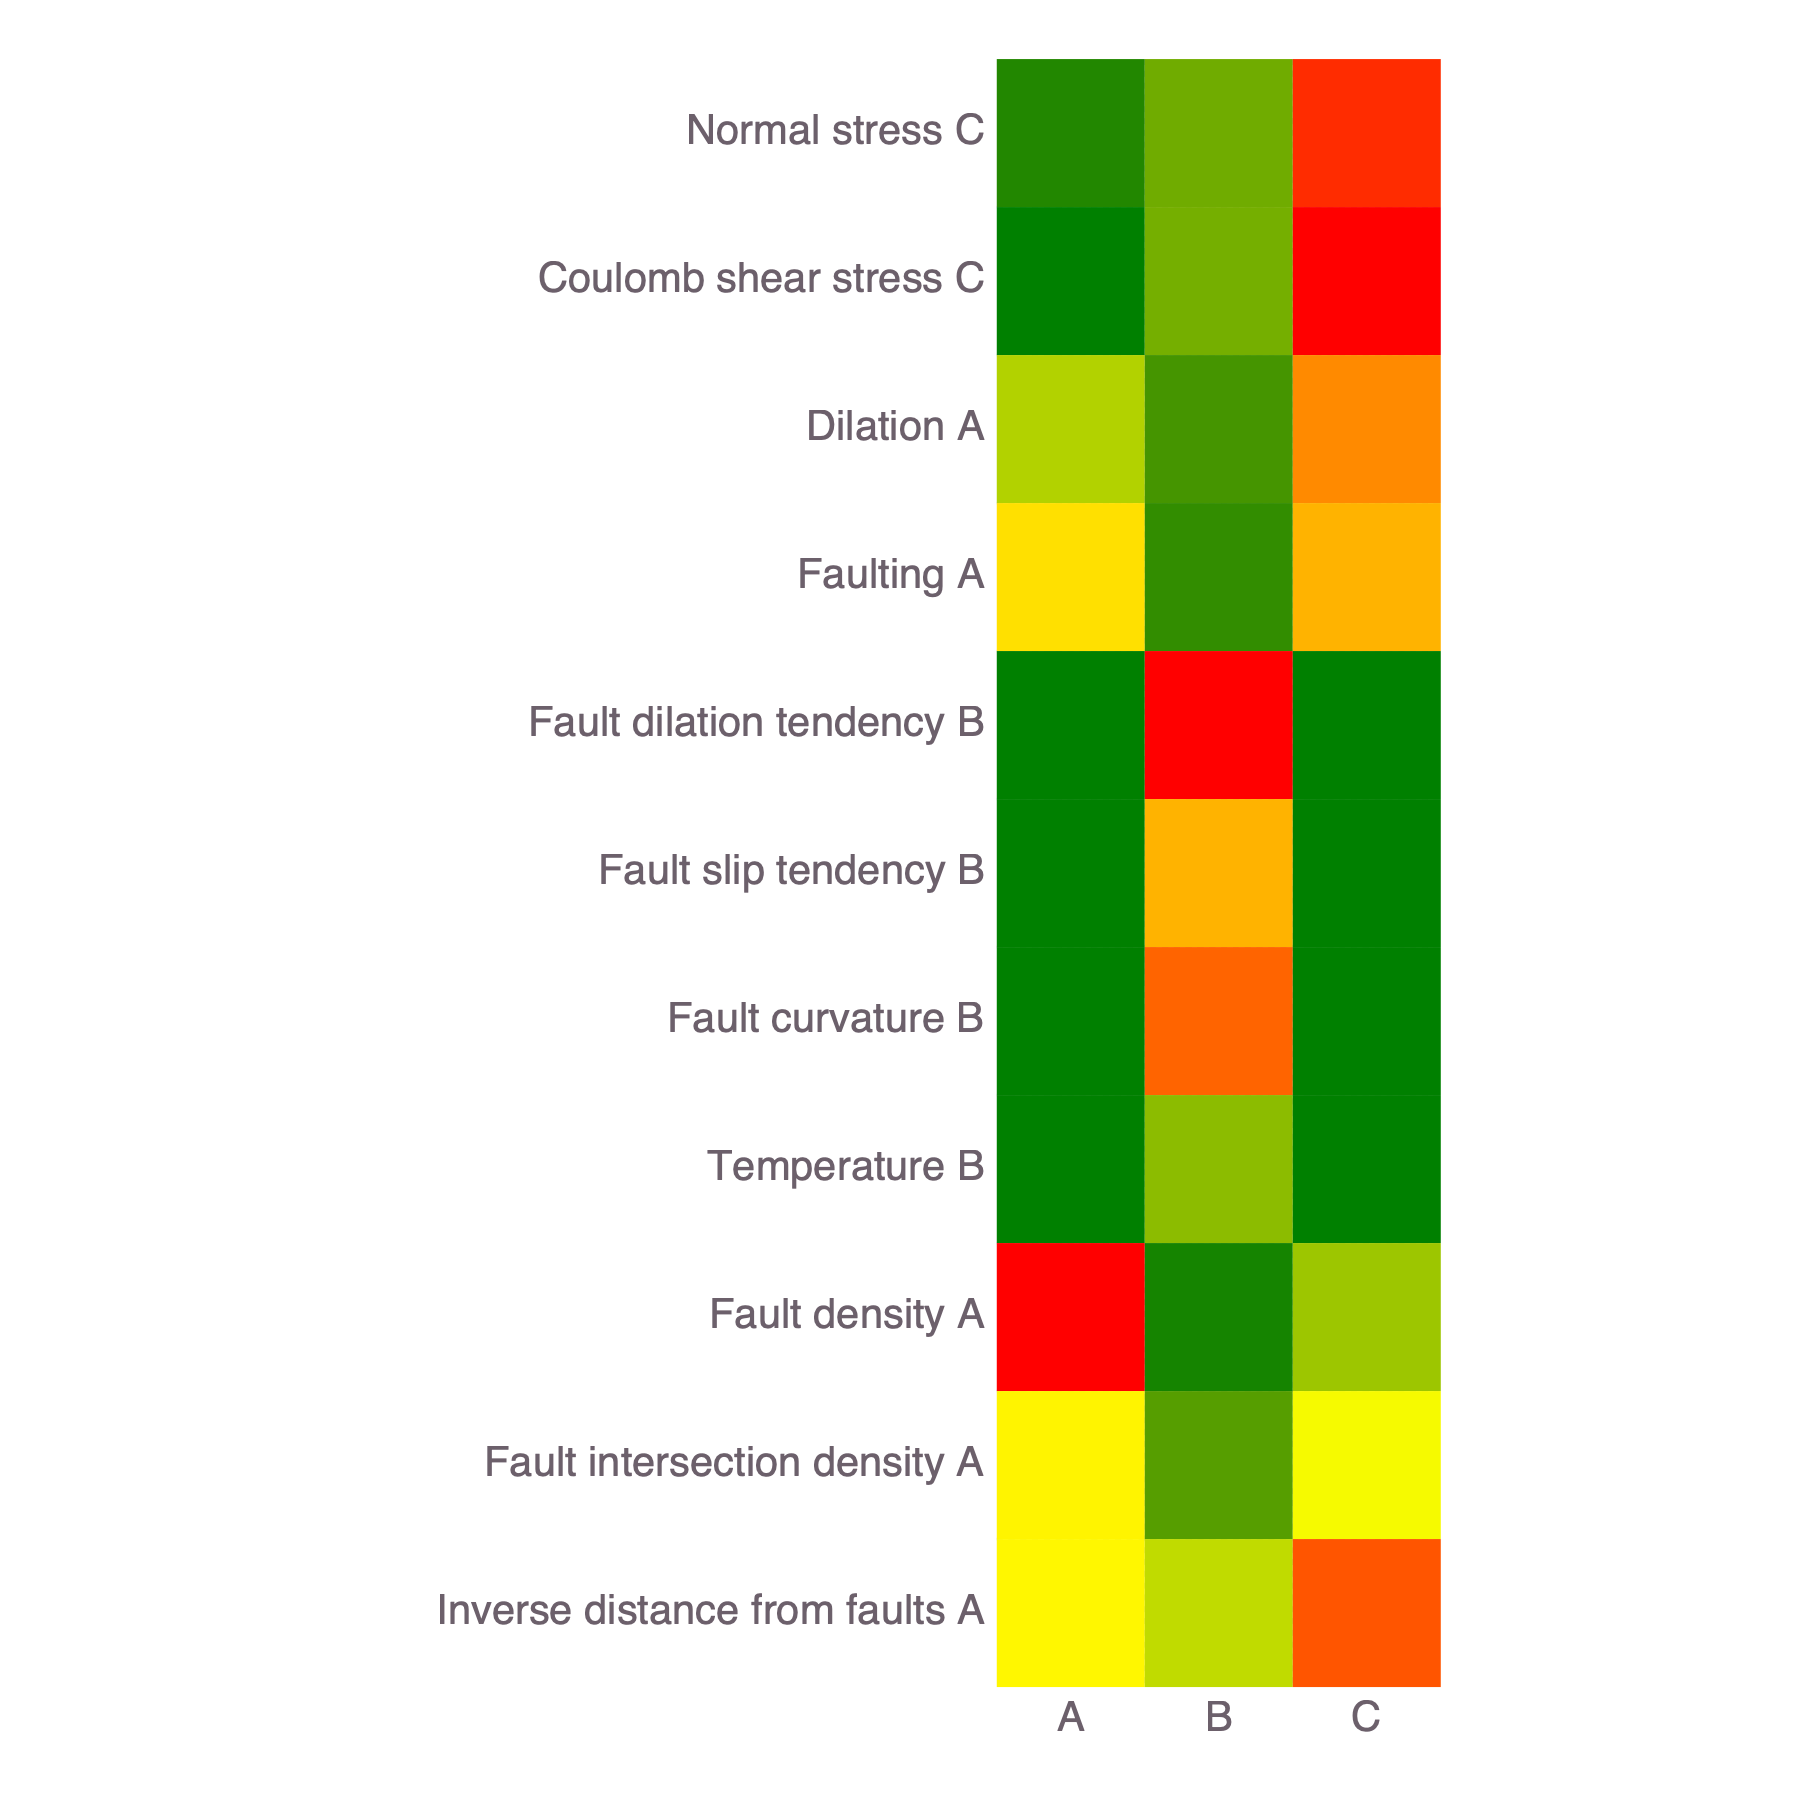 Normal stress C
Coulomb shear stress C
Dilation A
Faulting A
Fault dilation tendency B
Fault slip tendency B
Fault curvature B
Temperature B
Fault density A
Fault intersection density A
Inverse distance from faults A
A B C